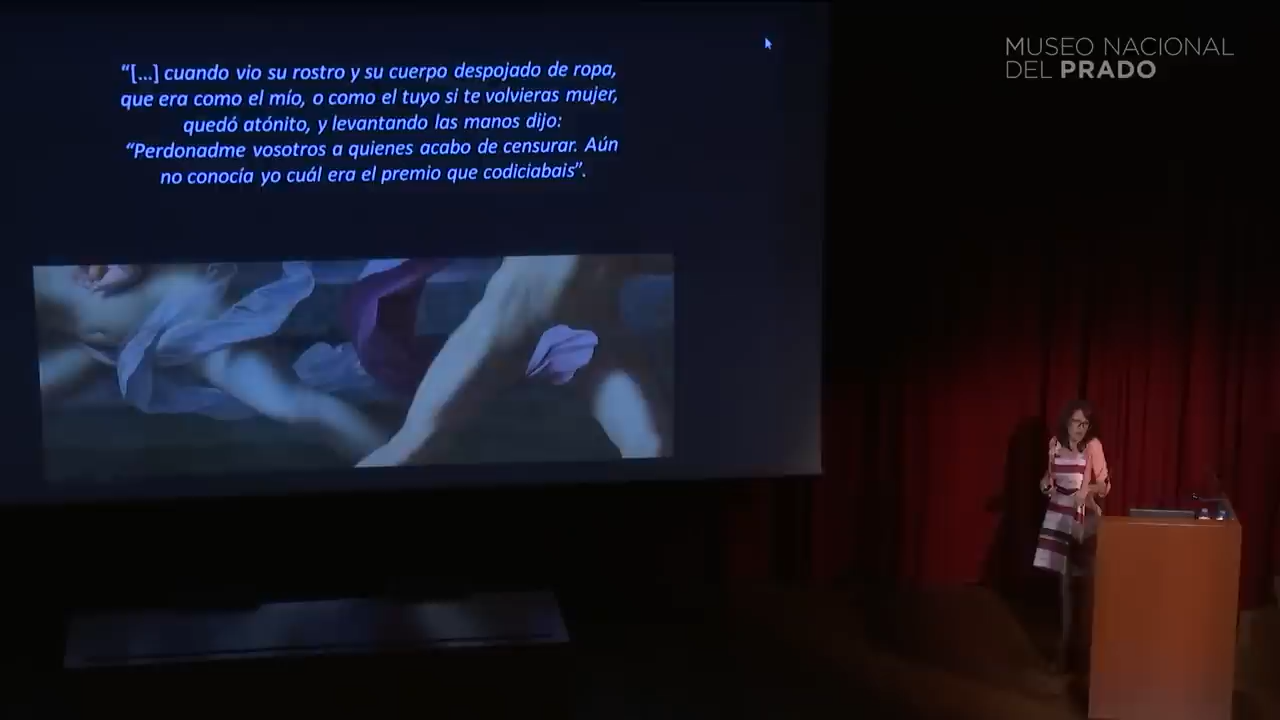 “[...] cuando vio su rostro y su cuerpo despojado de ropa,
que era como el mío, o como el tuyo si te volvieras mujer,
quedó atónito, y levantando las manos dijo:
“Perdonadme vosotros a quienes acabo de censurar. Aún
no conocía yo cuál era el premio que codiciabais”.
MUSEO NACIONAL
DEL PRADO